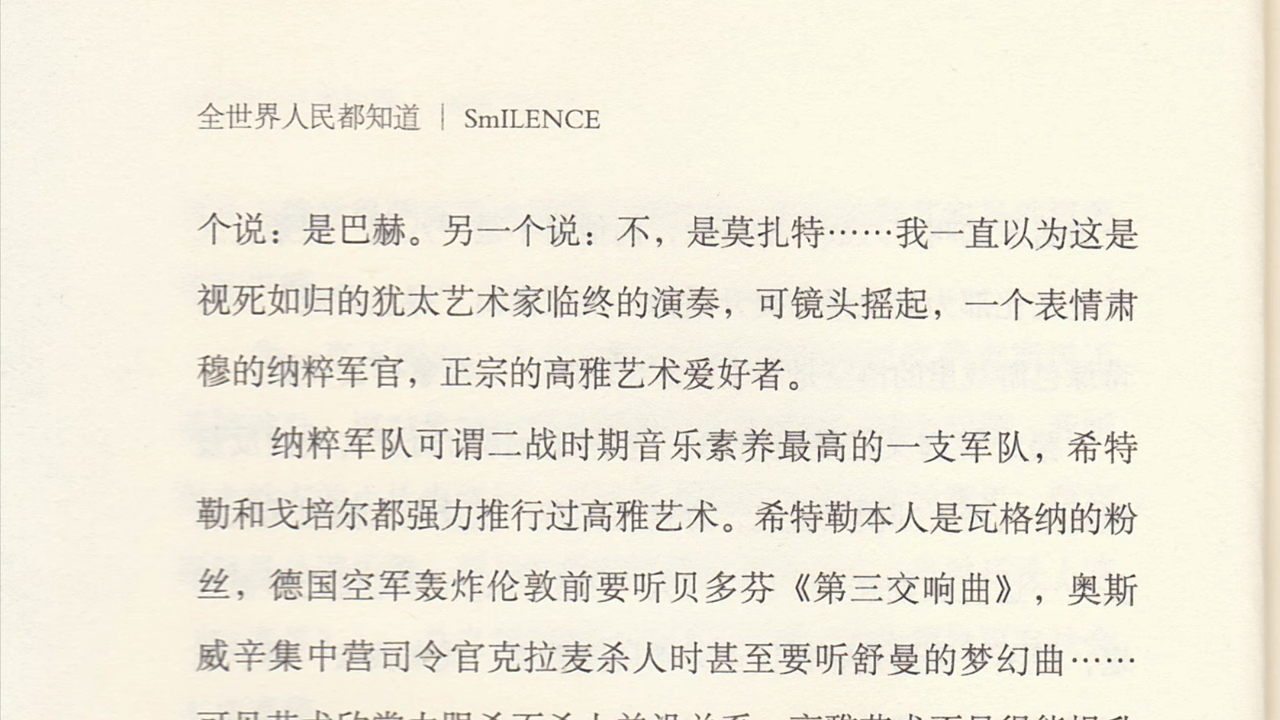 全世界人民都知道 | SmILENCE
个说：是巴赫。另一个说：不，是莫扎特……我一直以为这是
视死如归的犹太艺术家临终的演奏，可镜头摇起，一个表情肃
穆的纳粹军官，正宗的高雅艺术爱好者。
纳粹军队可谓二战时期音乐素养最高的一支军队，希特
勒和戈培尔都强力推行过高雅艺术。希特勒本人是瓦格纳的粉
丝，德国空军轰炸伦敦前要听贝多芬《第三交响曲》，奥斯
威辛集中营司令官克拉麦杀人时甚至要听舒曼的梦幻曲……